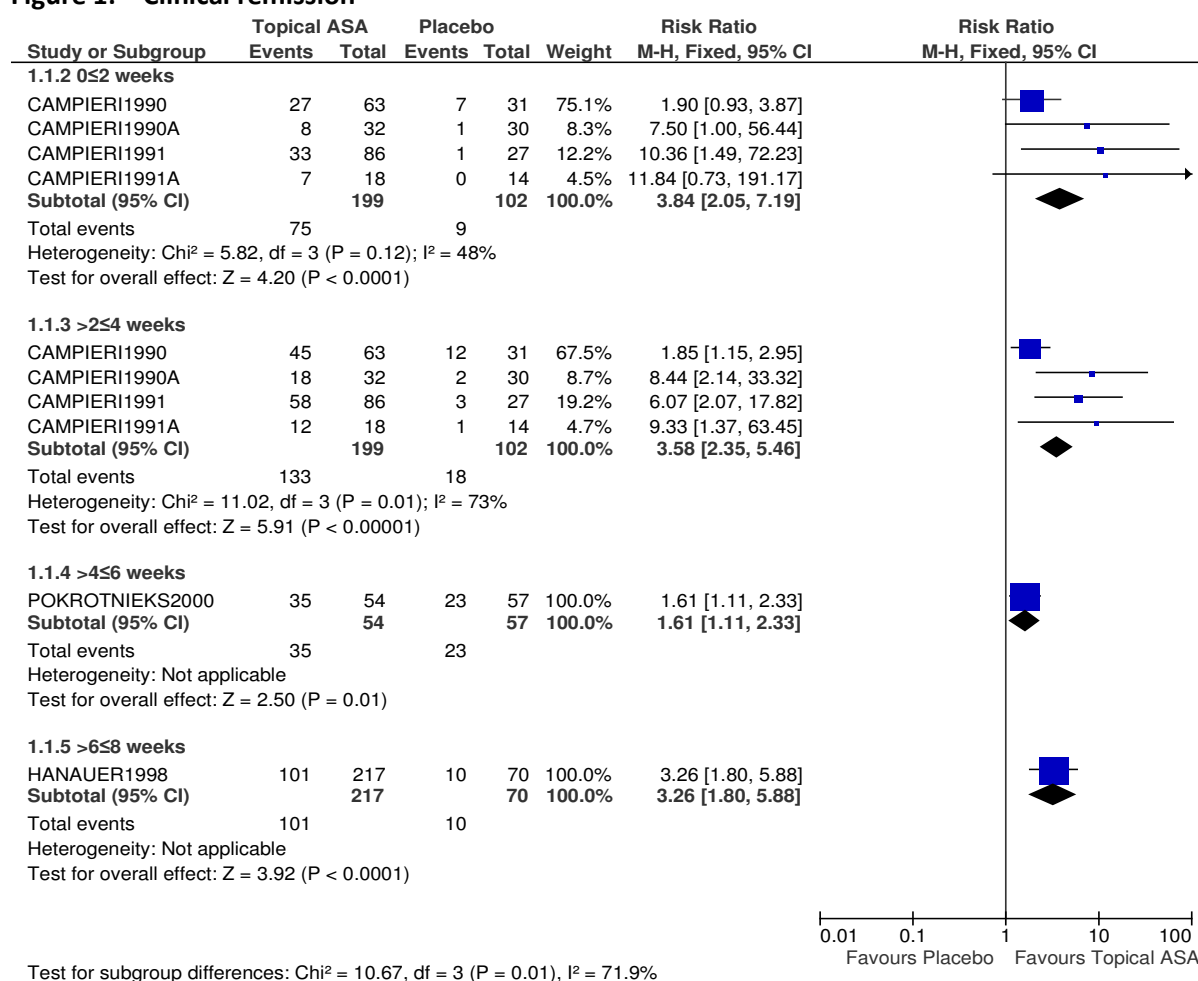 Figure 1: Clinical remission
Topical ASA Placebo Risk Ratio Risk Ratio
Study or Subgroup Events Total Events Total Weight M-H, Fixed, 95% CI M-H, Fixed, 95% CI
1.1.2 0≤2 weeks
CAMPIERI1990 27 63 7 31 75.1% 1.90 [0.93, 3.87]
CAMPIERI1990A 8 32 1 30 8.3% 7.50 [1.00, 56.44]
CAMPIERI1991 33 86 1 27 12.2% 10.36 [1.49, 72.23]
CAMPIERI1991A 7 18 0 14 4.5% 11.84 [0.73, 191.17]
Subtotal (95% CI) 199 102 100.0% 3.84 [2.05, 7.19]
Total events 75 9
Heterogeneity: Chi² = 5.82, df = 3 (P = 0.12); I² = 48%
Test for overall effect: Z = 4.20 (P < 0.0001)
1.1.3 >2≤4 weeks
CAMPIERI1990 45 63 12 31 67.5% 1.85 [1.15, 2.95]
CAMPIERI1990A 18 32 2 30 8.7% 8.44 [2.14, 33.32]
CAMPIERI1991 58 86 3 27 19.2% 6.07 [2.07, 17.82]
CAMPIERI1991A 12 18 1 14 4.7% 9.33 [1.37, 63.45]
Subtotal (95% CI) 199 102 100.0% 3.58 [2.35, 5.46]
Total events 133 18
Heterogeneity: Chi² = 11.02, df = 3 (P = 0.01); I² = 73%
Test for overall effect: Z = 5.91 (P < 0.00001)
1.1.4 >4≤6 weeks
POKROTNIEKS2000 35 54 23 57 100.0% 1.61 [1.11, 2.33]
Subtotal (95% CI) 54 57 100.0% 1.61 [1.11, 2.33]
Total events 35 23
Heterogeneity: Not applicable
Test for overall effect: Z = 2.50 (P = 0.01)
1.1.5 >6≤8 weeks
HANAUER1998 101 217 10 70 100.0% 3.26 [1.80, 5.88]
Subtotal (95% CI) 217 70 100.0% 3.26 [1.80, 5.88]
Total events 101 10
Heterogeneity: Not applicable
Test for overall effect: Z = 3.92 (P < 0.0001)
0.01 0.1 1 10 100
Favours Placebo Favours Topical ASA
Test for subgroup differences: Chi² = 10.67, df = 3 (P = 0.01), I² = 71.9%